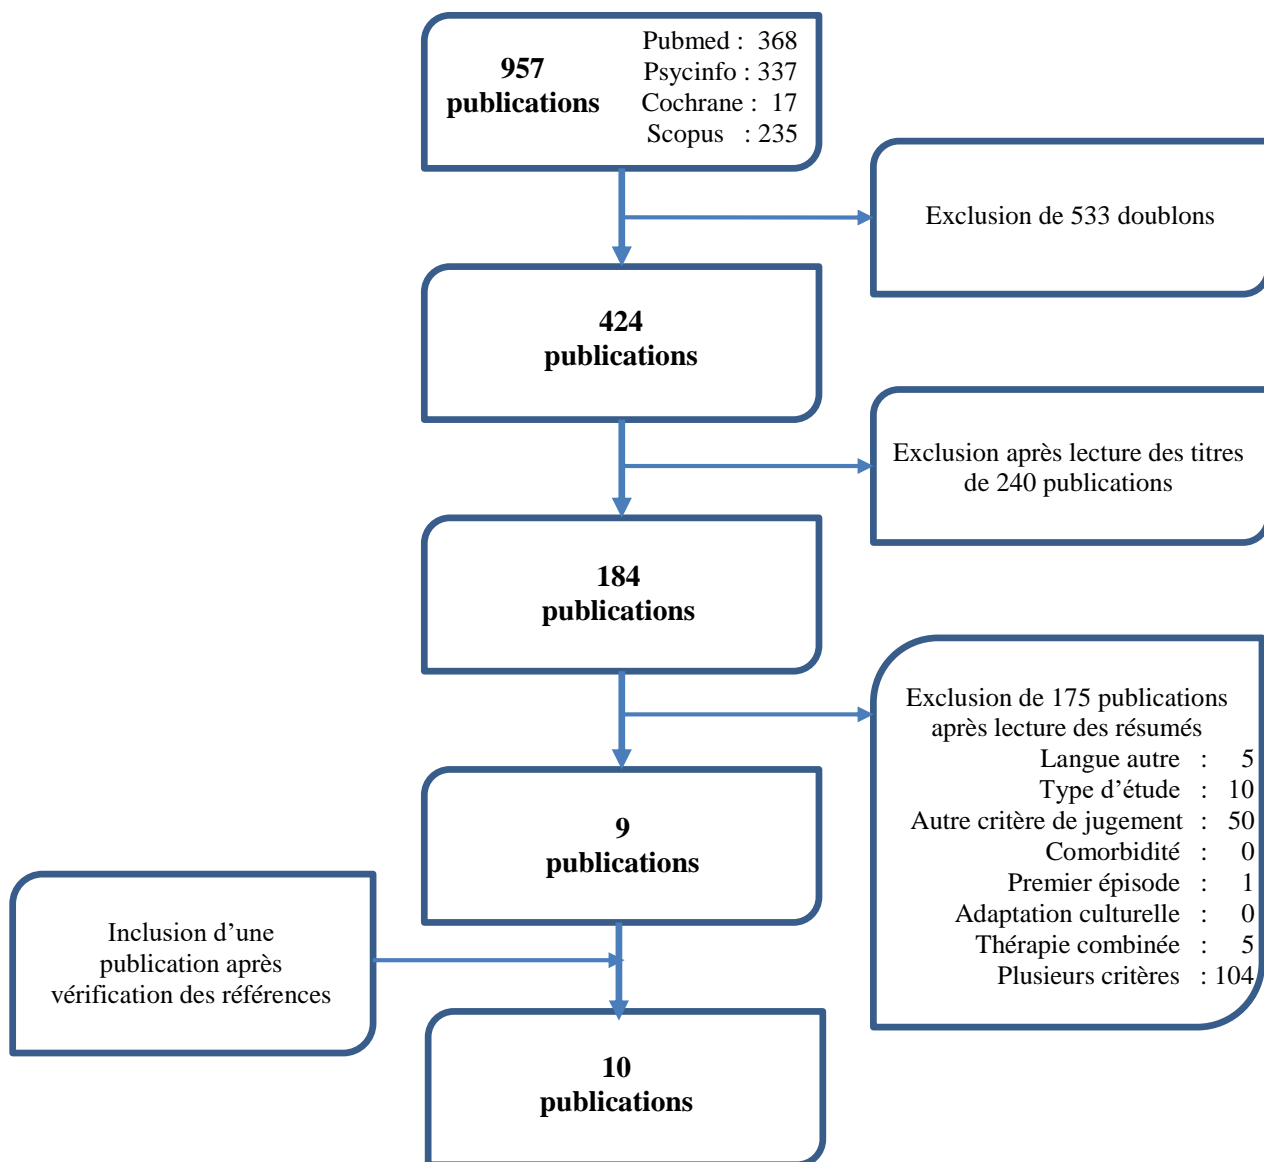 957
publications
Pubmed : 368
Psycinfo : 337
Cochrane : 17
Scopus : 235
Exclusion de 533 doublons
424
publications
Exclusion après lecture des titres
de 240 publications
184
publications
Exclusion de 175 publications
après lecture des résumés
Langue autre : 5
Type d’étude : 10
Autre critère de jugement : 50
Comorbidité : 0
Premier épisode : 1
Adaptation culturelle : 0
Thérapie combinée : 5
Plusieurs critères : 104
9
publications
Inclusion d’une
publication après
vérification des références
10
publications